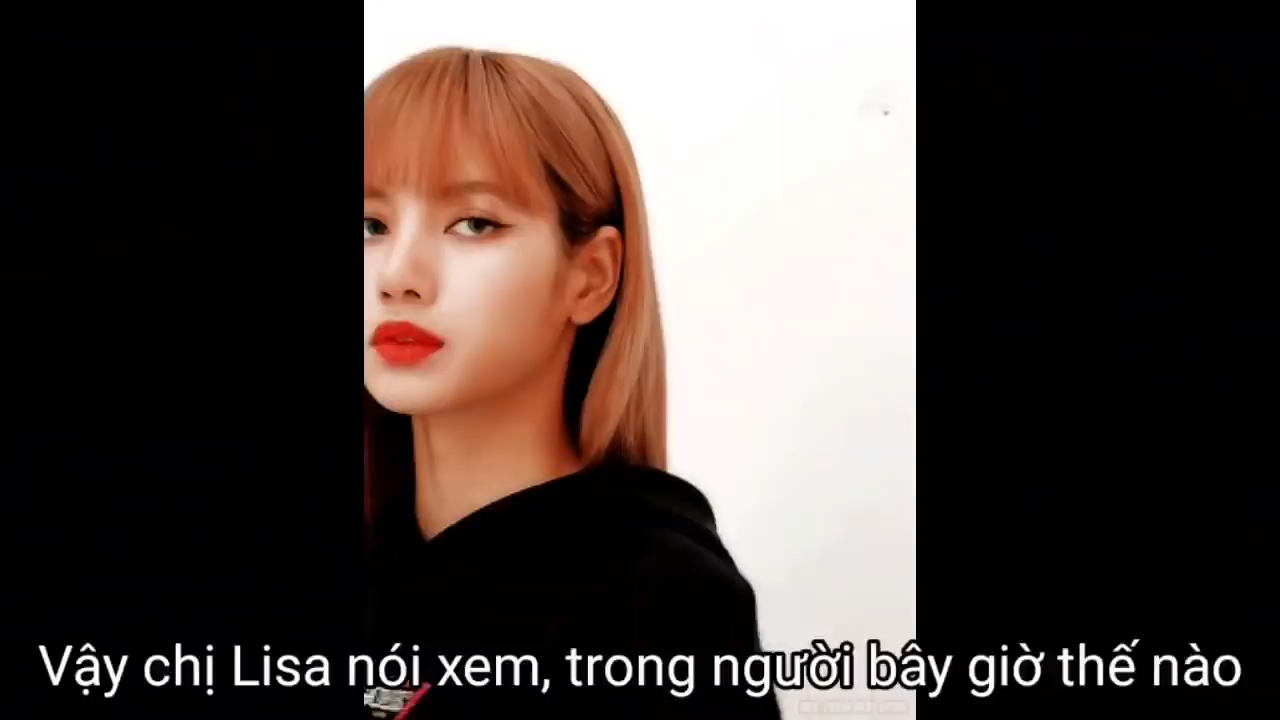 Vậy chị Lisa nói xem, trong người bây giờ thế nào